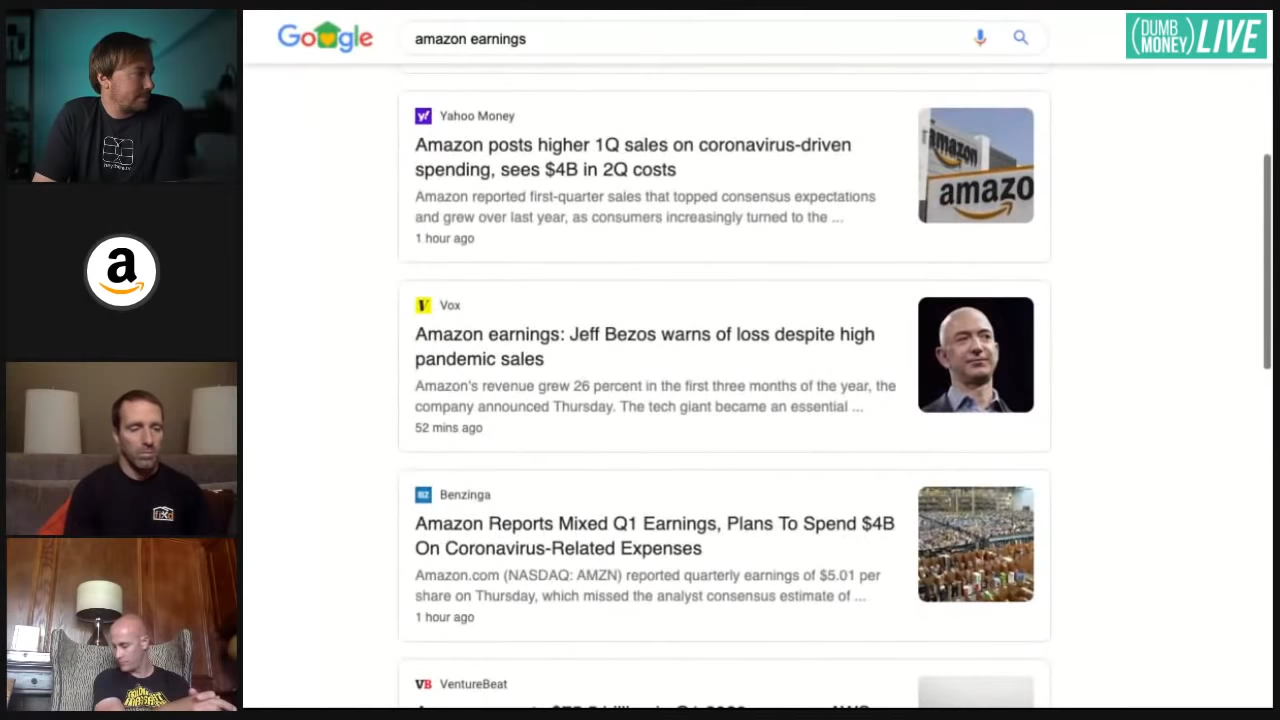 Google
amazon earnings
(DUMB MONEY) LIVE
Yahoo Money
Amazon posts higher 1Q sales on coronavirus-driven
spending, sees $4B in 2Q costs
Amazon reported first-quarter sales that topped consensus expectations
and grew over last year, as consumers increasingly turned to the ...
1 hour ago
amazon
amazo
Vox
Amazon earnings: Jeff Bezos warns of loss despite high
pandemic sales
Amazon's revenue grew 26 percent in the first three months of the year, the
company announced Thursday. The tech giant became an essential ...
52 mins ago
BZ
Benzinga
Amazon Reports Mixed Q1 Earnings, Plans To Spend $4B
On Coronavirus-Related Expenses
Amazon.com (NASDAQ: AMZN) reported quarterly earnings of $5.01 per
share on Thursday, which missed the analyst consensus estimate of ...
1 hour ago
VB VentureBeat
a